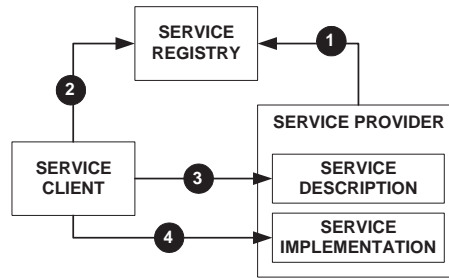 SERVICE
REGISTRY
1
2
SERVICE PROVIDER
SERVICE
CLIENT
3
SERVICE
DESCRIPTION
4
SERVICE
IMPLEMENTATION